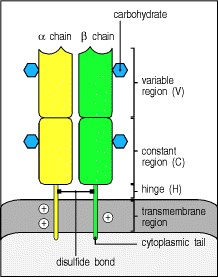 carbohydrate
α chain
β chain
variable
region (V)
constant
region (C)
hinge (H)
transmembrane
region
+
+
+
cytoplasmic tail
disulfide bond